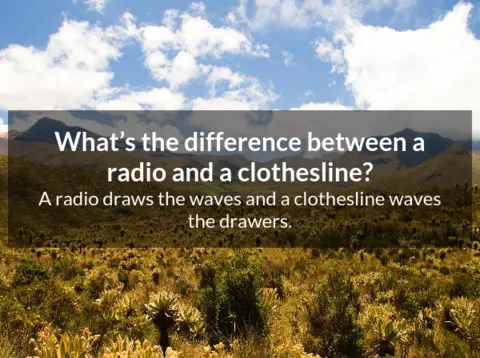 What’s the difference between a
radio and a clothesline?
A radio draws the waves and a clothesline waves
the drawers.